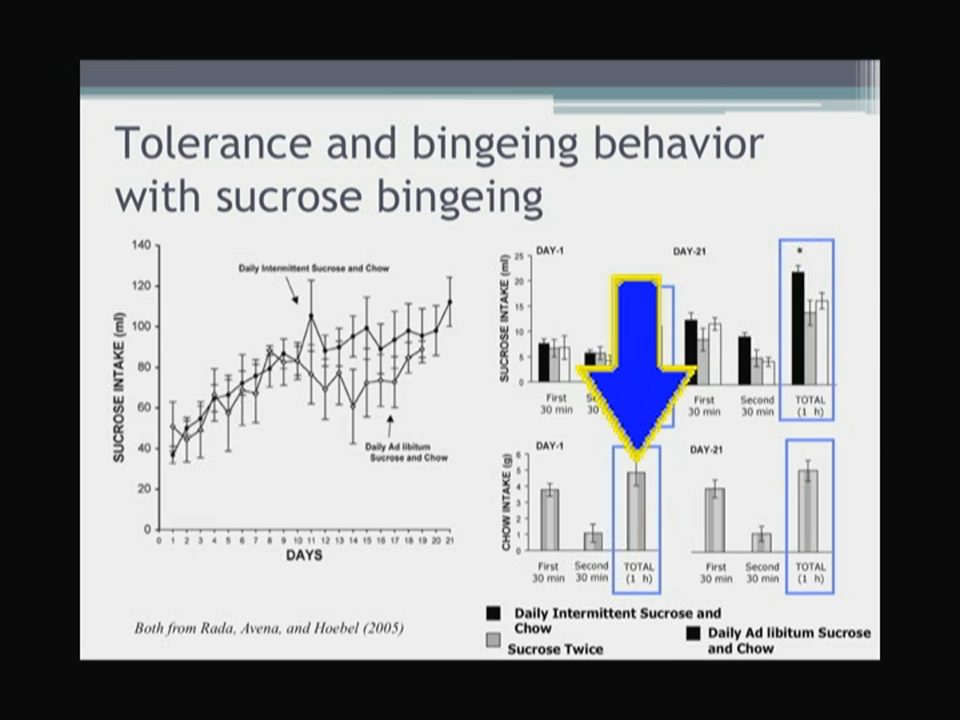 Tolerance and bingeing behavior
with sucrose bingeing
140
120
100
80
60
40
20
0
SUCROSE INTAKE (ml)
Daily Intermittent Sucrose and Chow
Daily Ad libitum
Sucrose and Chow
0 1 2 3 4 5 6 7 8 9 10 11 12 13 14 15 16 17 18 19 20 21
DAYS
DAY-1
DAY-21
25
20
15
10
5
0
SUCROSE INTAKE (ml)
*
First
30 min
First
30 min
Second
30 min
TOTAL
(1 h)
DAY-1
DAY-21
6
5
4
3
2
1
0
CHOW INTAKE (g)
First
30 min
Second
30 min
TOTAL
(1 h)
First
30 min
Second
30 min
TOTAL
(1 h)
Both from Rada, Avena, and Hoebel (2005)
Daily Intermittent Sucrose and
Chow
Sucrose Twice
Daily Ad libitum Sucrose
and Chow